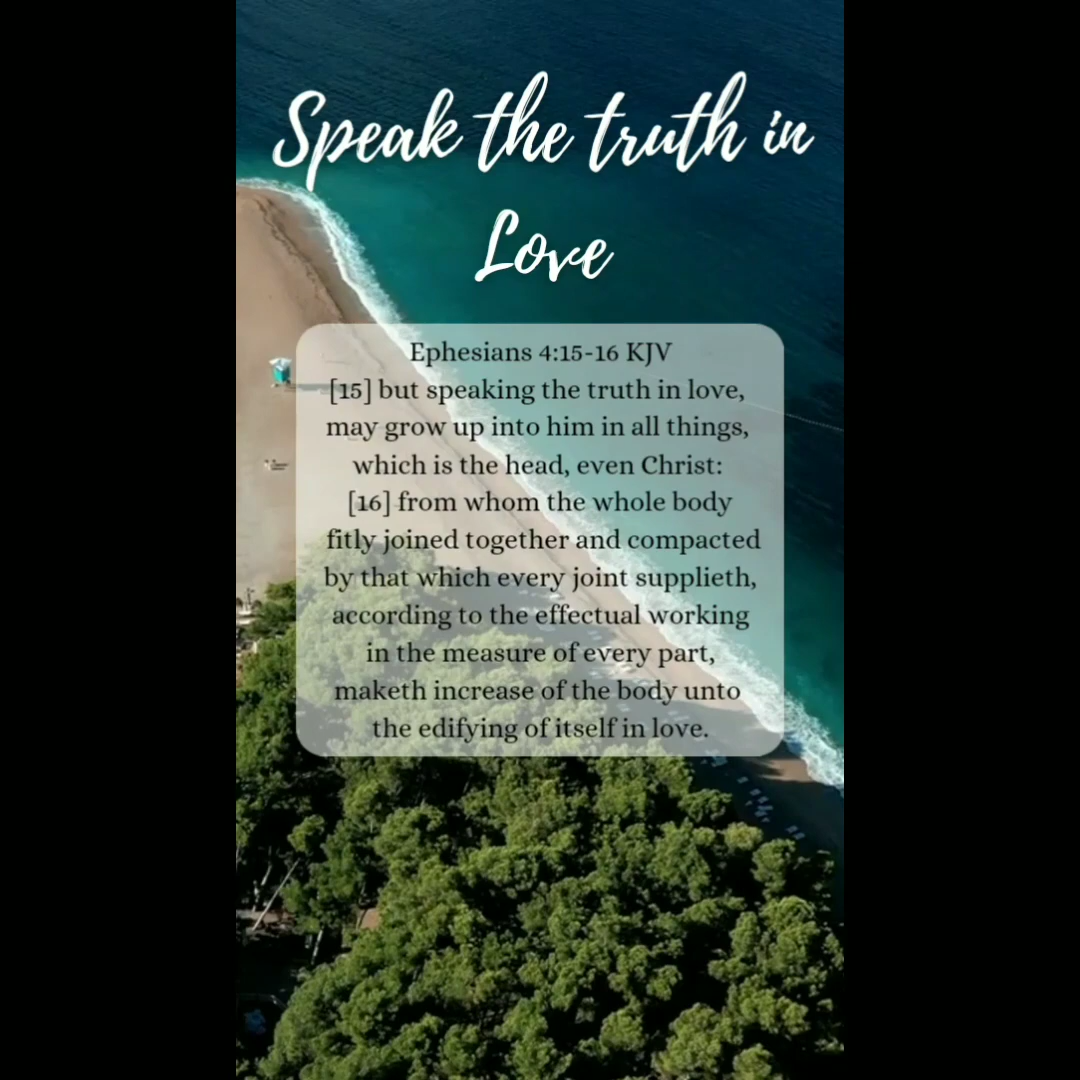 Speak the truth in
Love
Ephesians 4:15-16 KJV
[15] but speaking the truth in love,
may grow up into him in all things,
which is the head, even Christ:
[16] from whom the whole body
fitly joined together and compacted
by that which every joint supplieth,
according to the effectual working
in the measure of every part,
maketh increase of the body unto
the edifying of itself in love.